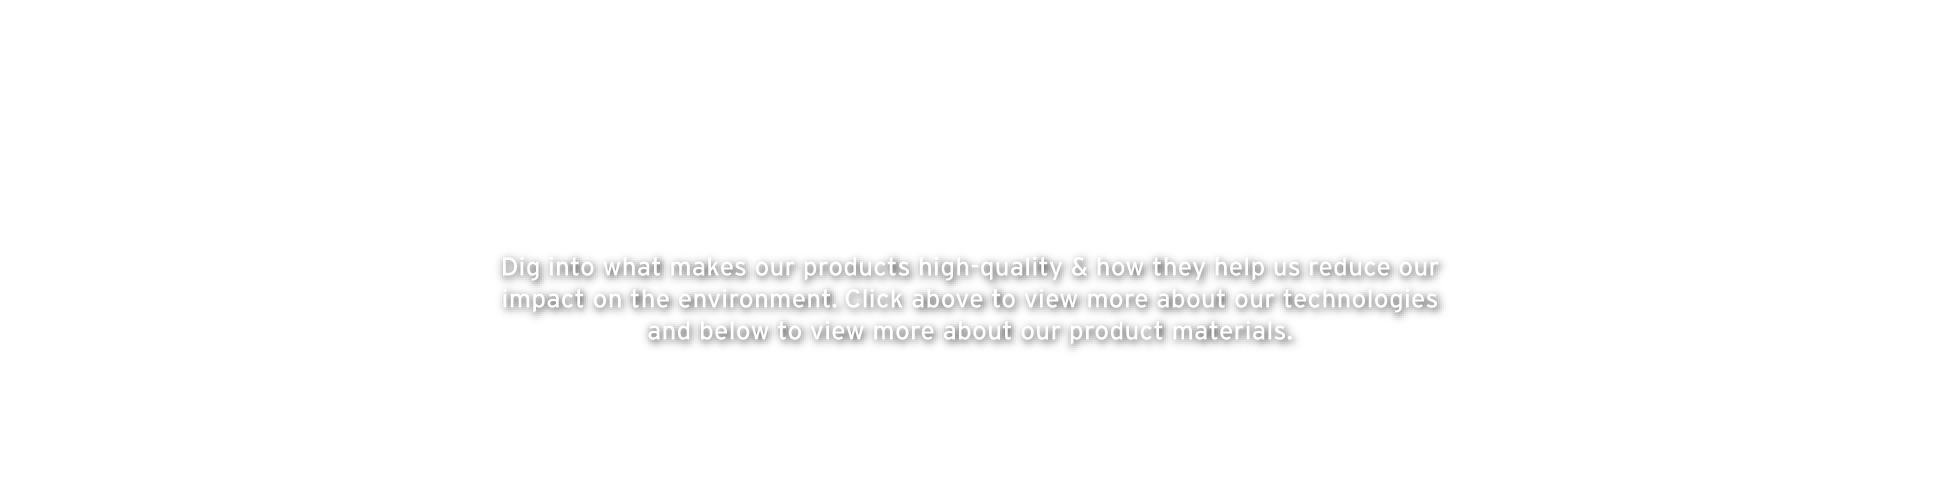 Dig into what makes our products high-quality & how they help us reduce our
impact on the environment. Click above to view more about our technologies
and below to view more about our product materials.